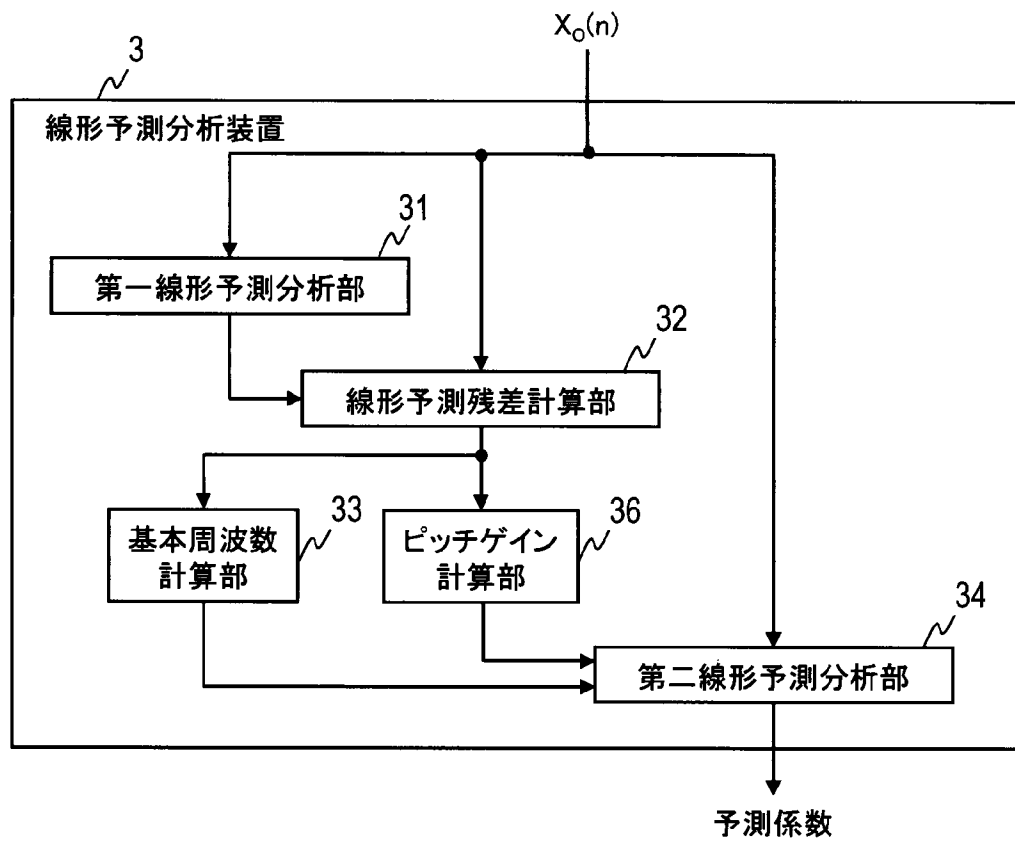 X_O(n)
3
線形予測分析装置
31
第一線形予測分析部
32
線形予測残差計算部
33
基本周波数
計算部
36
ピッチゲイン
計算部
34
第二線形予測分析部
予測係数